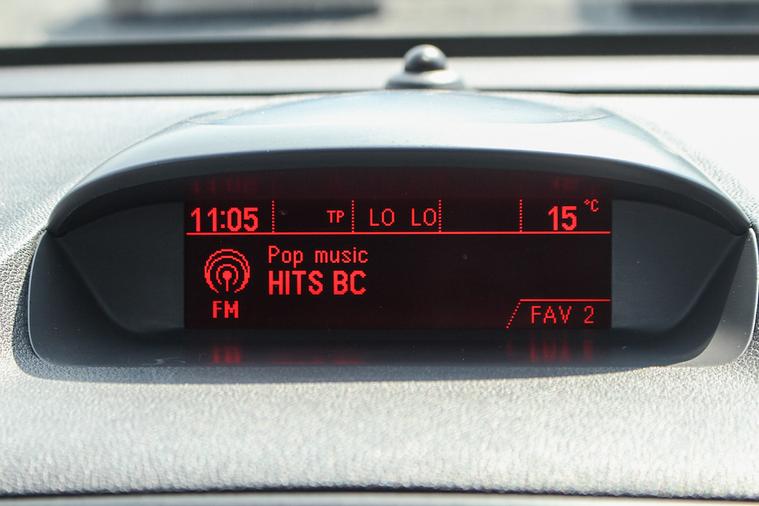 11:05 TP LO LO 15 °C
Pop music
HITS BC
FM
FAV 2